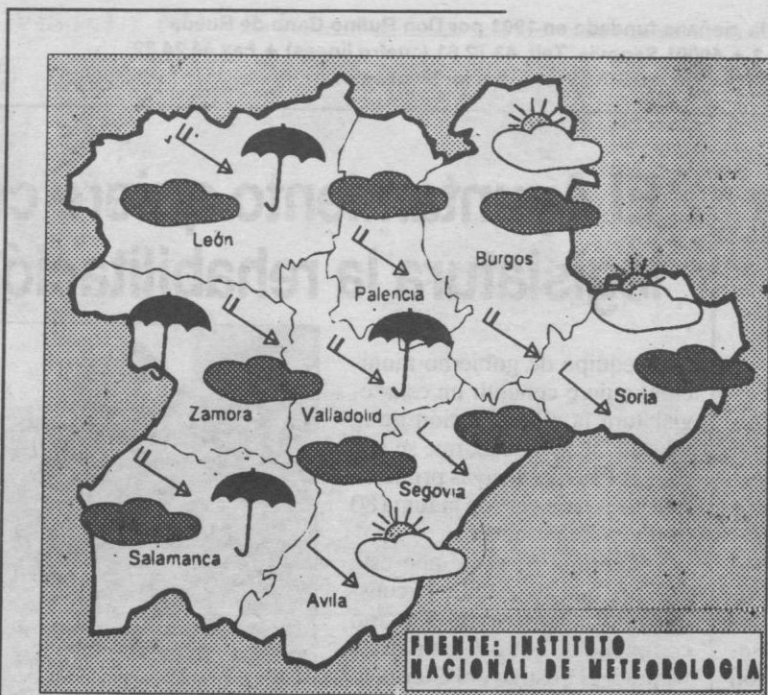 León
Burgos
Palencia
Zamora
Valladolid
Soria
Segovia
Salamanca
Avila
FUENTE: INSTITUTO
NACIONAL DE METEOROLOGIA